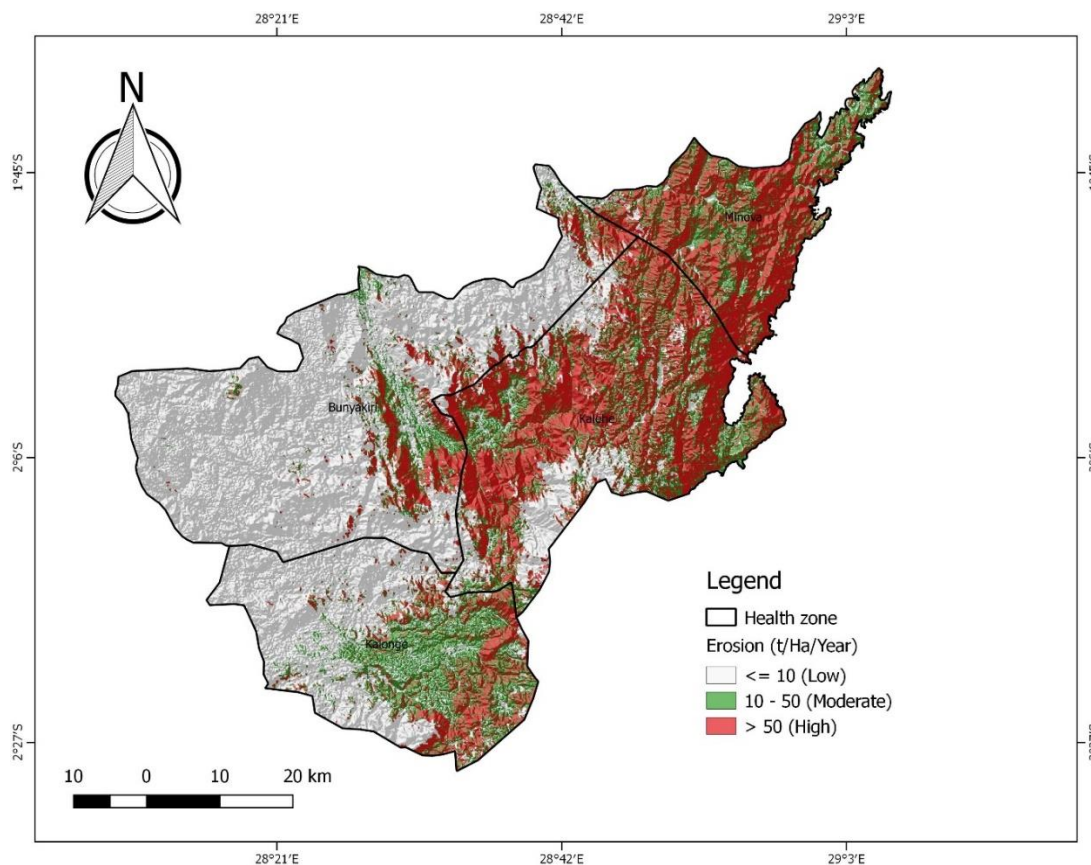 28°21'E 28°42'E 29°3'E
N
1°45'S
Minova
Bunyakiri
Kalehe
2°6'S
Kalonge
Legend
Health zone
Erosion (t/Ha/Year)
<= 10 (Low)
10 - 50 (Moderate)
> 50 (High)
2°27'S
10 0 10 20 km
28°21'E 28°42'E 29°3'E